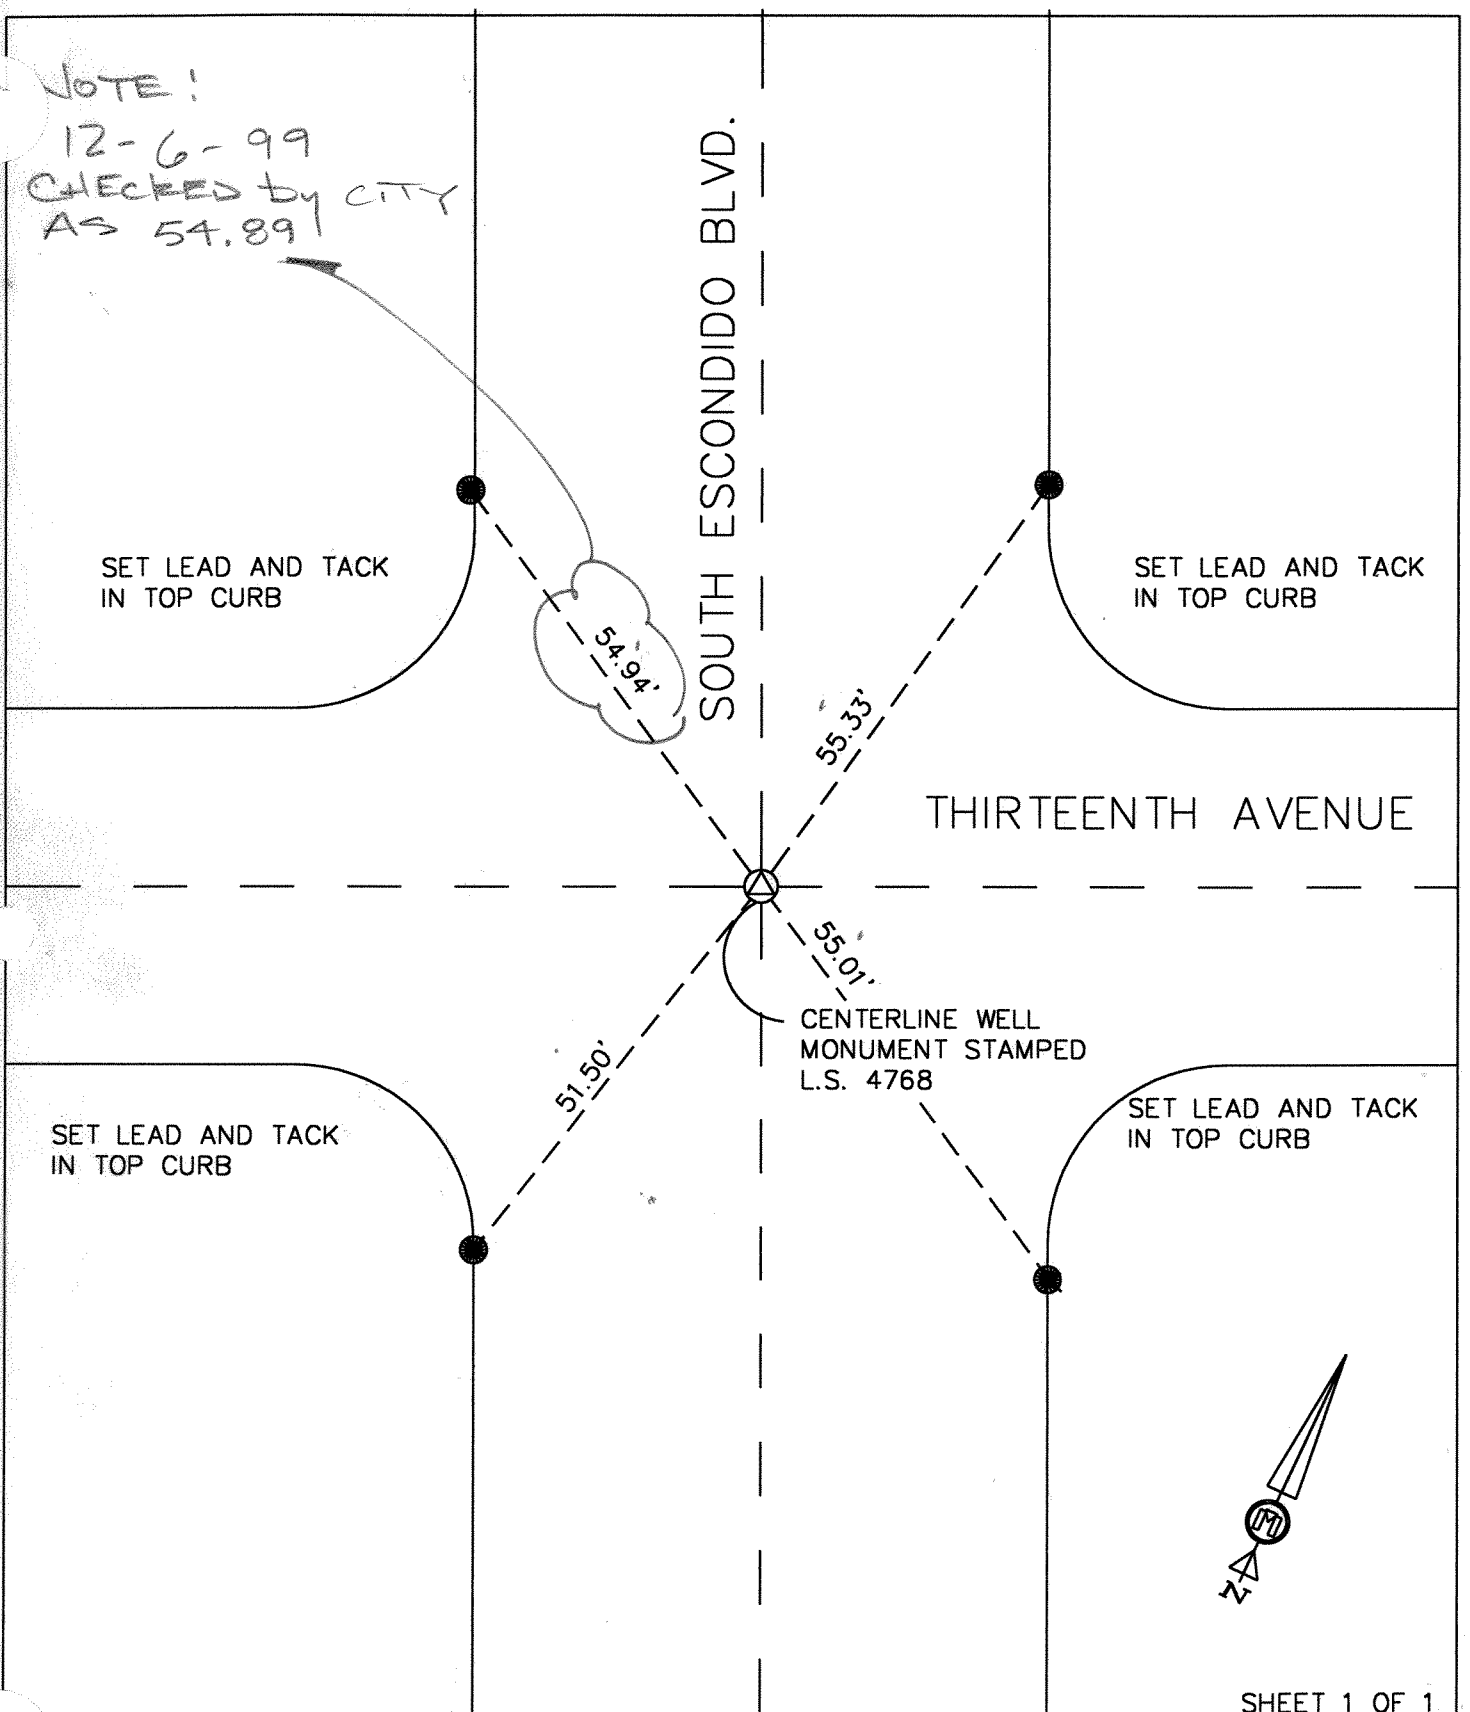 NOTE!
12-6-99
CHECKED by CITY
AS 54.89
SOUTH ESCONDIDO BLVD.
SET LEAD AND TACK
IN TOP CURB
SET LEAD AND TACK
IN TOP CURB
54.94'
55.33'
THIRTEENTH AVENUE
55.01'
CENTERLINE WELL
MONUMENT STAMPED
L.S. 4768
51.50'
SET LEAD AND TACK
IN TOP CURB
SET LEAD AND TACK
IN TOP CURB
M
N
SHEET 1 OF 1